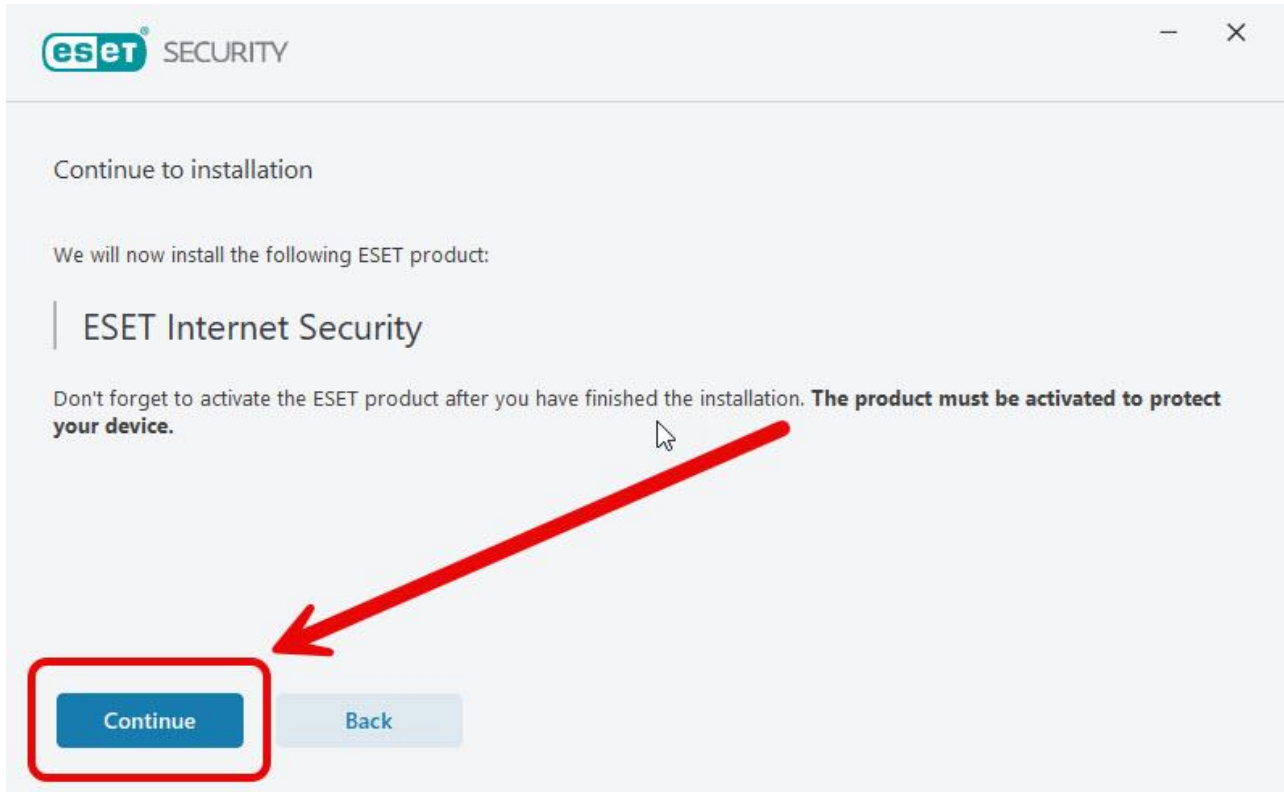 eset® SECURITY
Continue to installation
We will now install the following ESET product:
ESET Internet Security
Don't forget to activate the ESET product after you have finished the installation. The product must be activated to protect
your device.
Continue Back